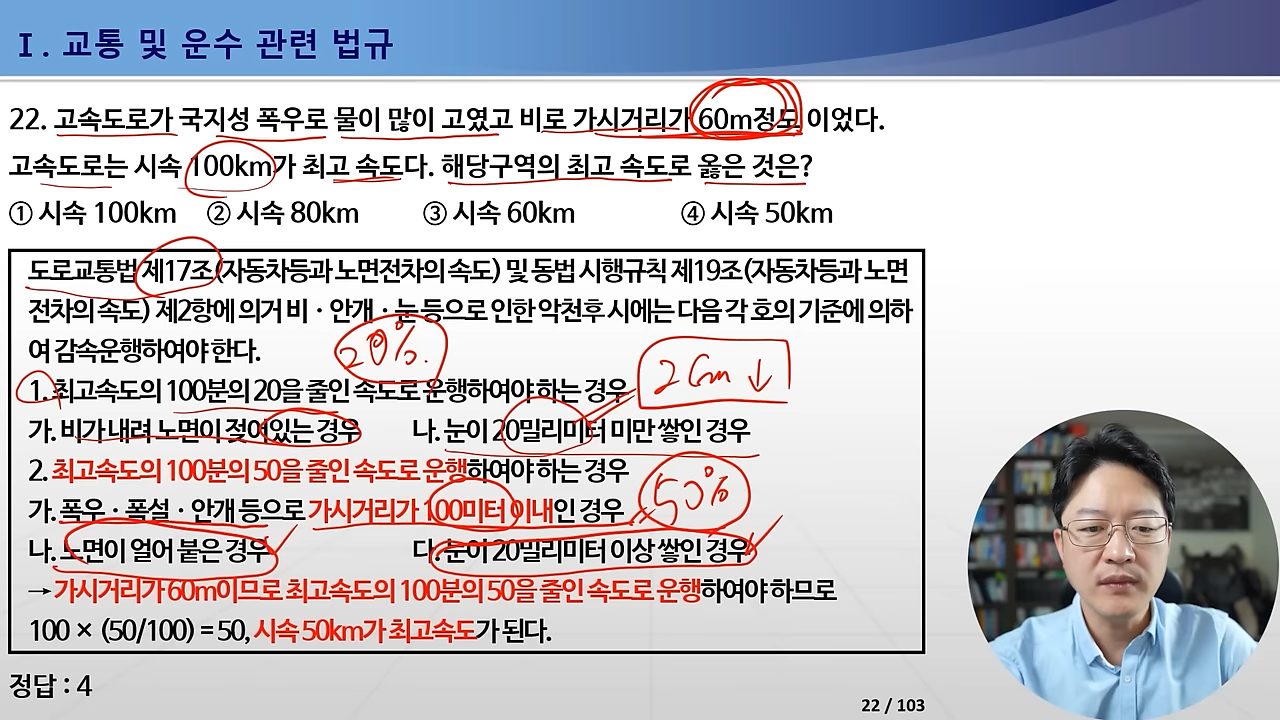 Ⅰ. 교통 및 운수 관련 법규
22. 고속도로가 국지성 폭우로 물이 많이 고였고 비로 가시거리가 60m정도 이었다.
고속도로는 시속 100km가 최고 속도다. 해당구역의 최고 속도로 옳은 것은?
① 시속 100km ② 시속 80km ③ 시속 60km ④ 시속 50km
도로교통법 제17조(자동차등과 노면전차의 속도) 및 동법 시행규칙 제19조(자동차등과 노면
전차의 속도) 제2항에 의거 비 · 안개 · 눈 등으로 인한 악천후 시에는 다음 각 호의 기준에 의하
여 감속운행하여야 한다.
20%.
1. 최고속도의 100분의 20을 줄인 속도로 운행하여야 하는 경우
2cm ↓
가. 비가 내려 노면이 젖어있는 경우 나. 눈이 20밀리미터 미만 쌓인 경우
2. 최고속도의 100분의 50을 줄인 속도로 운행하여야 하는 경우
가. 폭우 · 폭설 · 안개 등으로 가시거리가 100미터 이내인 경우
50%
나. 노면이 얼어 붙은 경우 다. 눈이 20밀리미터 이상 쌓인 경우
→ 가시거리가 60m이므로 최고속도의 100분의 50을 줄인 속도로 운행하여야 하므로
100 × (50/100) = 50, 시속 50km가 최고속도가 된다.
정답 : 4
22 / 103